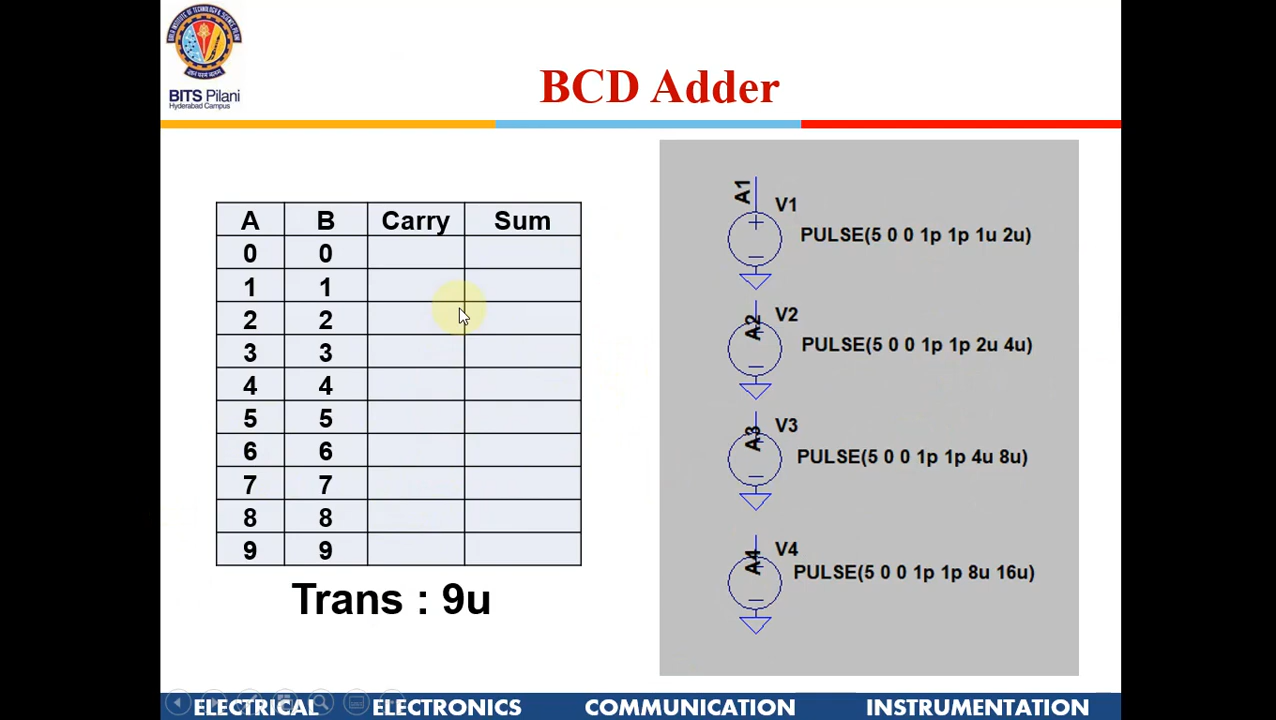 BITS Pilani
Hyderabad Campus
BCD Adder
A B Carry Sum
0 0
1 1
2 2
3 3
4 4
5 5
6 6
7 7
8 8
9 9
Trans : 9u
A1
V1
PULSE(5 0 0 1p 1p 1u 2u)
A2
V2
PULSE(5 0 0 1p 1p 2u 4u)
A3
V3
PULSE(5 0 0 1p 1p 4u 8u)
A4
V4
PULSE(5 0 0 1p 1p 8u 16u)
ELECTRICAL ELECTRONICS COMMUNICATION INSTRUMENTATION